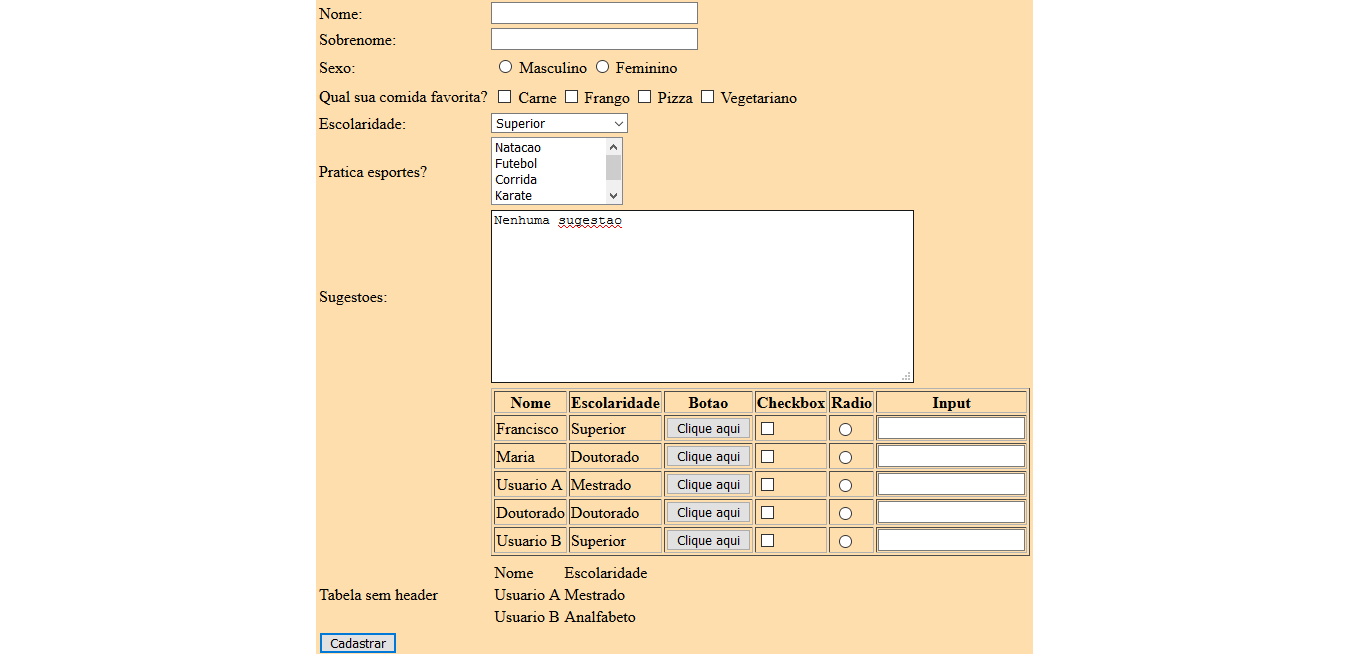 Nome:
Sobrenome:
Sexo: Masculino Feminino
Qual sua comida favorita? Carne Frango Pizza Vegetariano
Escolaridade: Superior
Pratica esportes?
Natacao
Futebol
Corrida
Karate
Sugestoes:
Nenhuma sugestao
Nome Escolaridade Botao Checkbox Radio Input
Francisco Superior Clique aqui
Maria Doutorado Clique aqui
Usuario A Mestrado Clique aqui
Doutorado Doutorado Clique aqui
Usuario B Superior Clique aqui
Tabela sem header
Nome Escolaridade
Usuario A Mestrado
Usuario B Analfabeto
Cadastrar